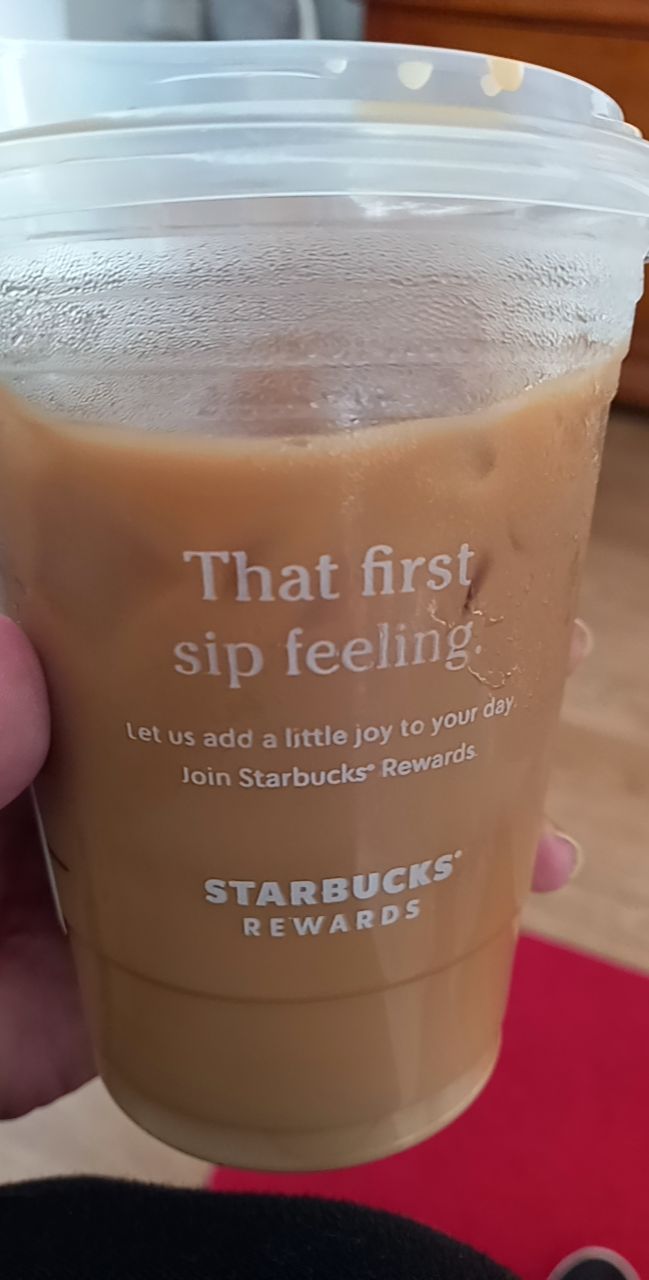 That first
sip feeling.
Let us add a little joy to your day.
Join Starbucks® Rewards.
STARBUCKS®
REWARDS